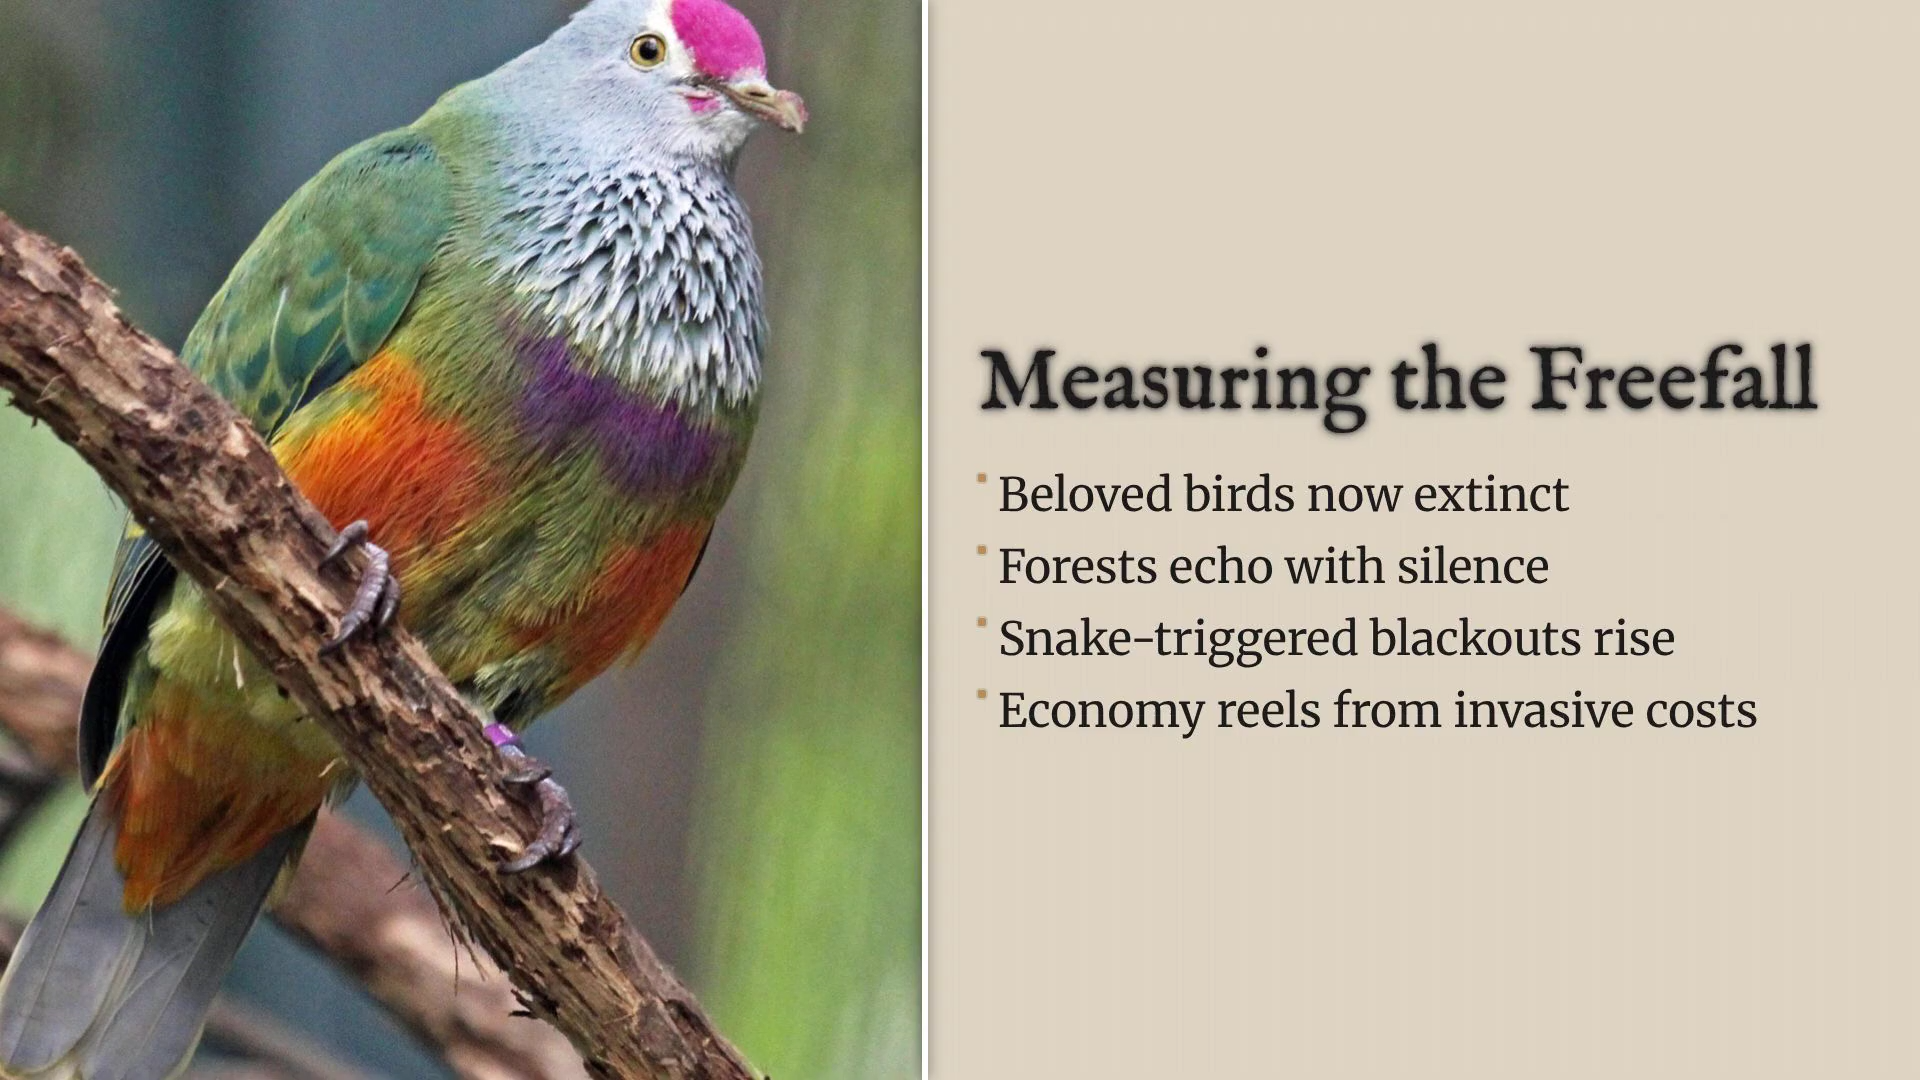 Measuring the Freefall
Beloved birds now extinct
Forests echo with silence
Snake-triggered blackouts rise
Economy reels from invasive costs